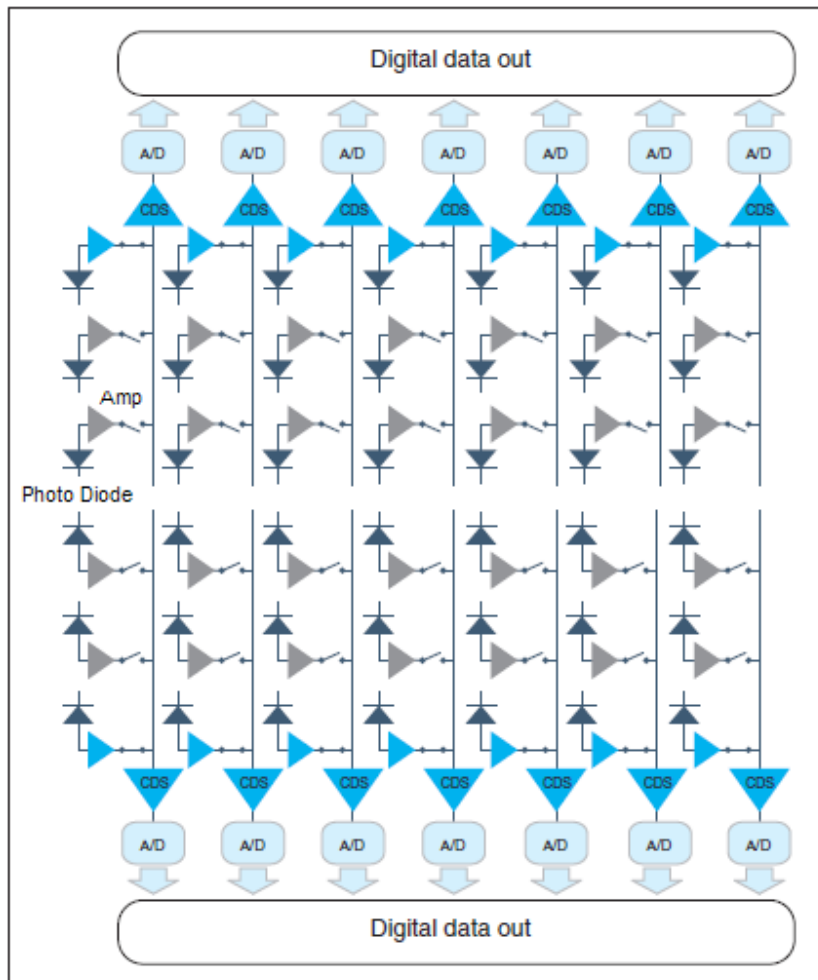 Digital data out
A/D A/D A/D A/D A/D A/D A/D
CDS CDS CDS CDS CDS CDS CDS
Amp
Photo Diode
CDS CDS CDS CDS CDS CDS CDS
A/D A/D A/D A/D A/D A/D A/D
Digital data out